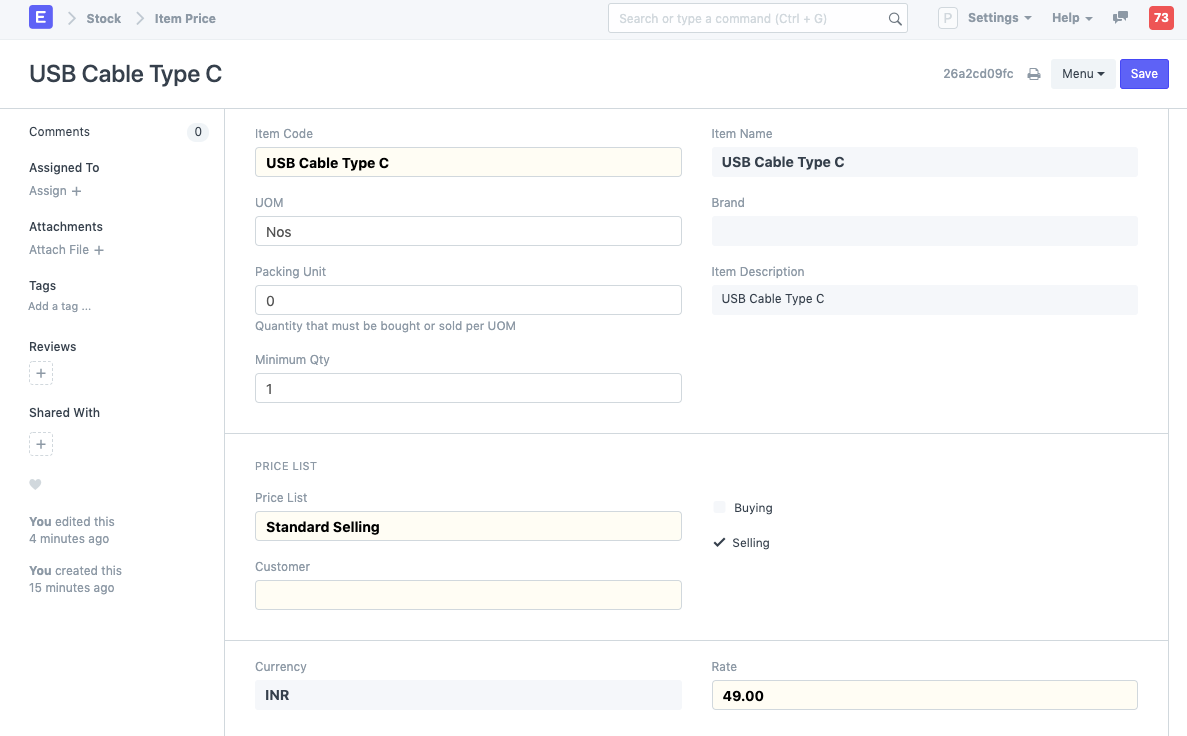 E Stock Item Price Search or type a command (Ctrl + G) P Settings Help 73
USB Cable Type C 26a2cd09fc Menu Save
Comments 0
Assigned To
Assign +
Attachments
Attach File +
Tags
Add a tag ...
Reviews
+
Shared With
+
You edited this
4 minutes ago
You created this
15 minutes ago
Item Code
USB Cable Type C
UOM
Nos
Packing Unit
0
Quantity that must be bought or sold per UOM
Minimum Qty
1
Item Name
USB Cable Type C
Brand
Item Description
USB Cable Type C
PRICE LIST
Price List
Standard Selling
Customer
Buying
Selling
Currency
INR
Rate
49.00